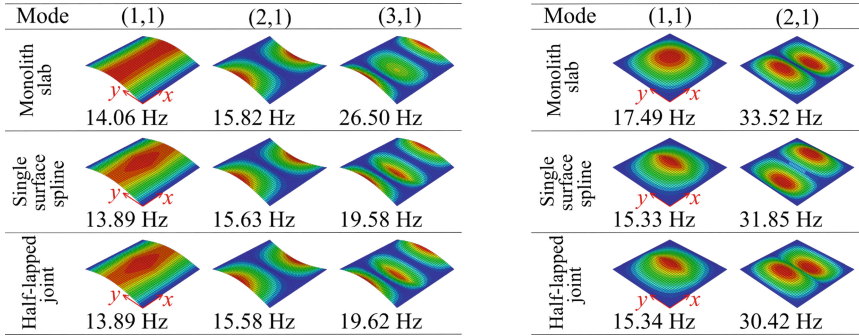 Mode (1,1) (2,1) (3,1)
Monolith
slab
y x
14.06 Hz 15.82 Hz 26.50 Hz
Single
surface
spline
y x
13.89 Hz 15.63 Hz 19.58 Hz
Half-lapped
joint
y x
13.89 Hz 15.58 Hz 19.62 Hz
Mode (1,1) (2,1)
Monolith
slab
y x
17.49 Hz 33.52 Hz
Single
surface
spline
y x
15.33 Hz 31.85 Hz
Half-lapped
joint
y x
15.34 Hz 30.42 Hz